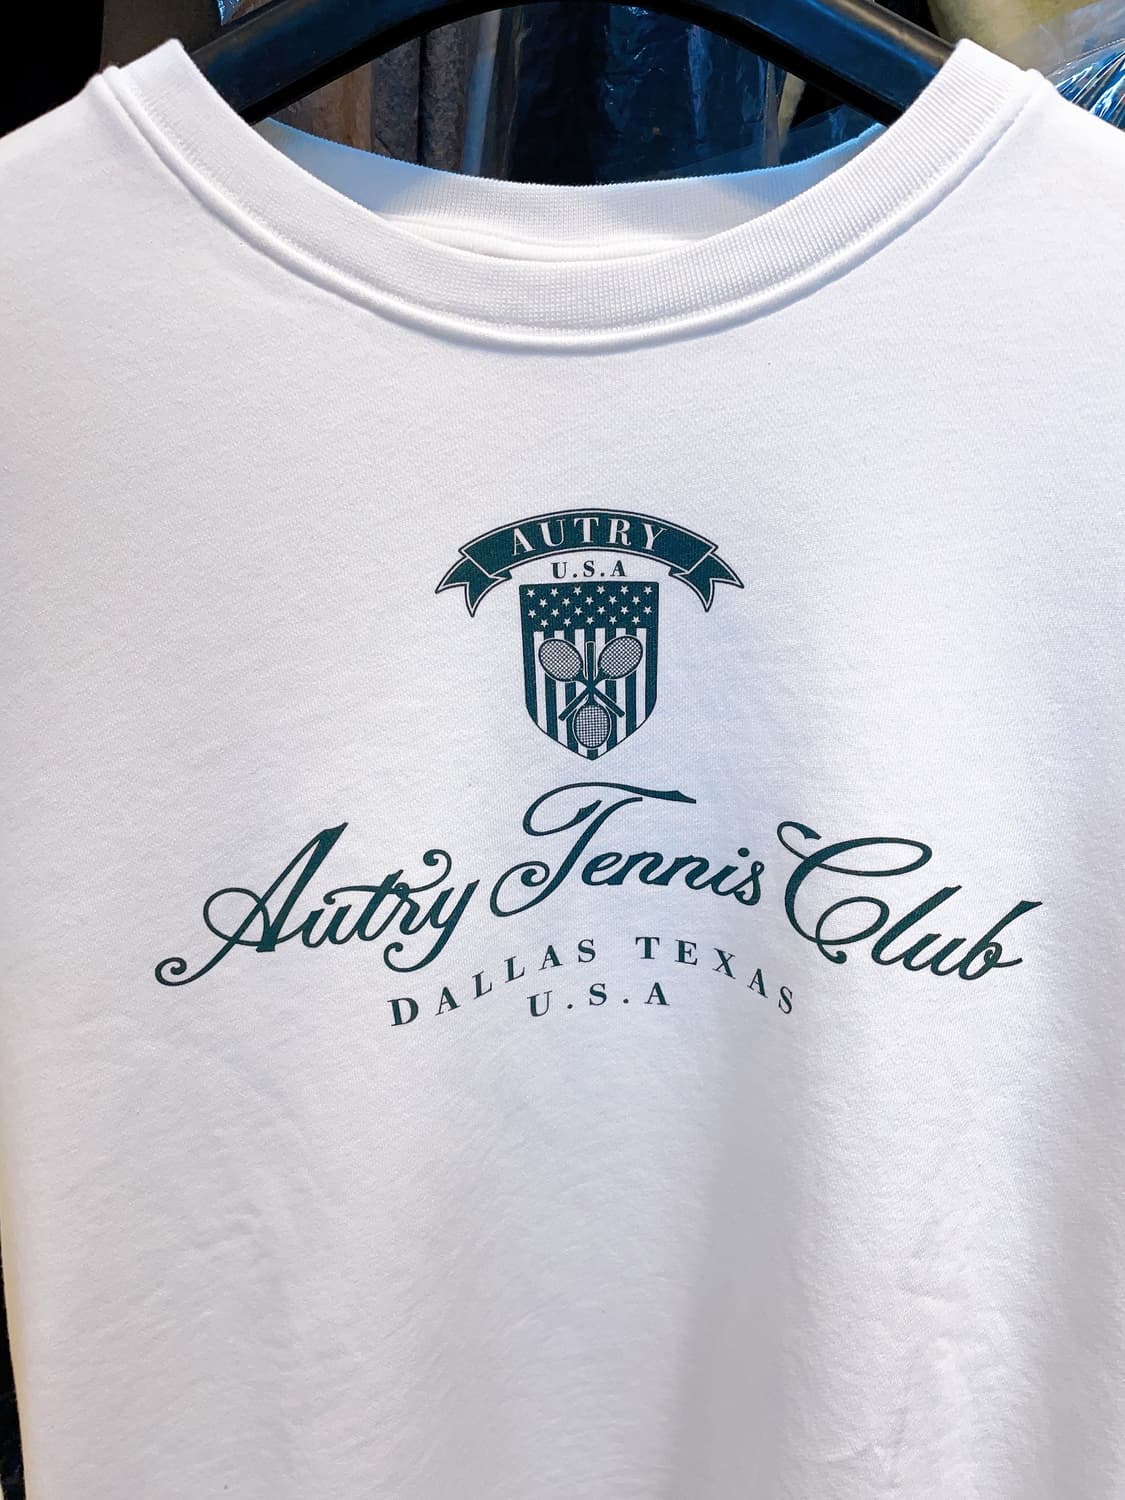 AUTRY
U.S.A
Autry Tennis Club
DALLAS TEXAS
U.S.A